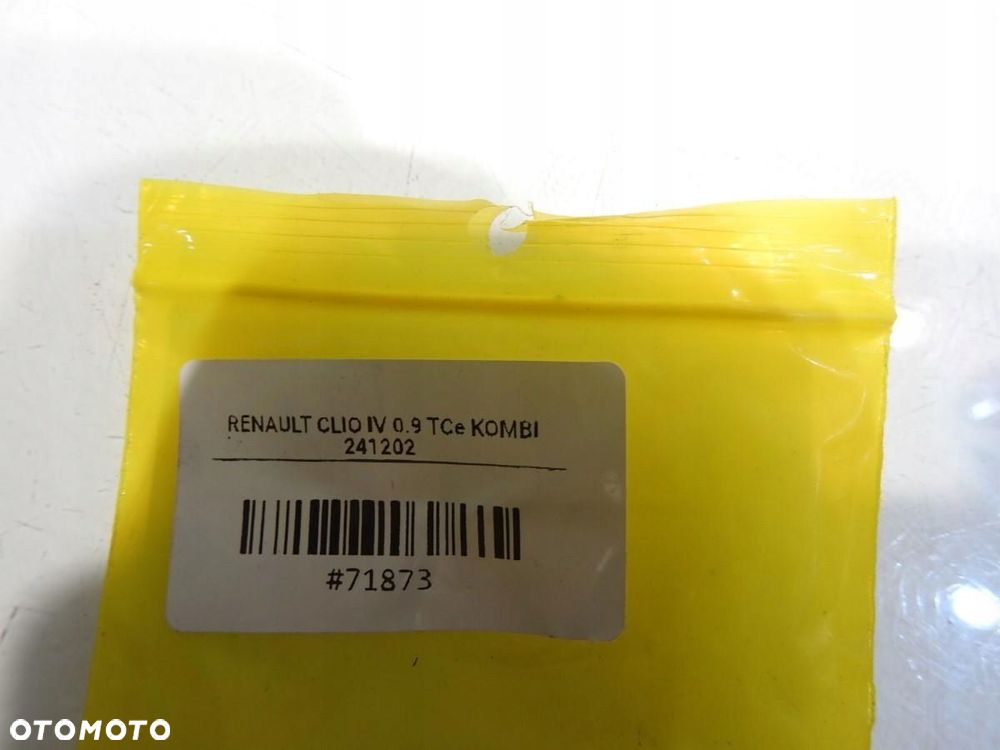 RENAULT CLIO IV 0.9 TCe KOMBI
241202
#71873
OTOMOTO